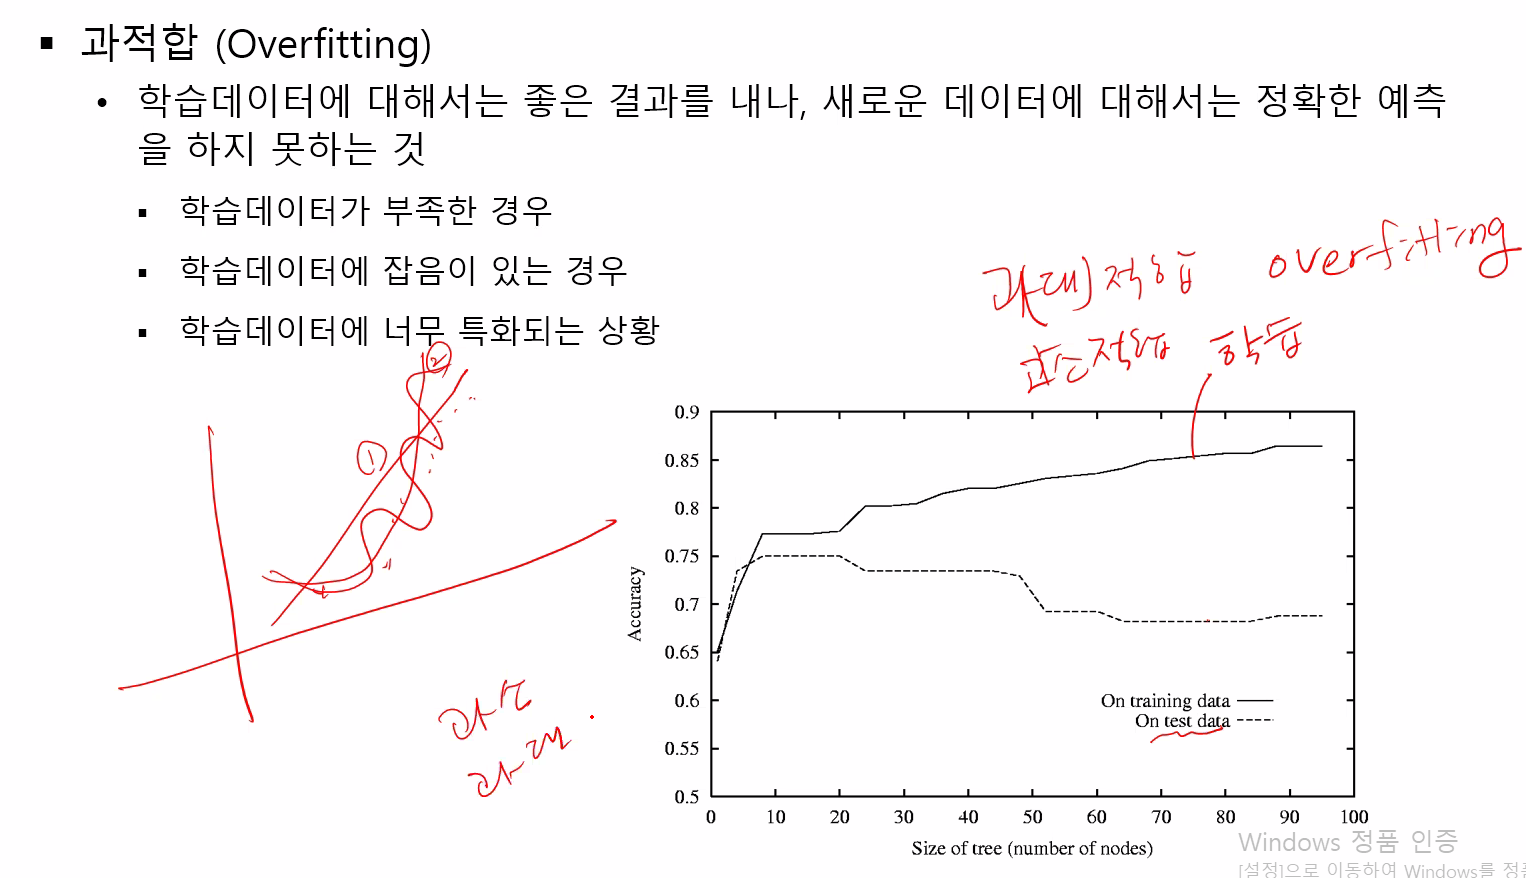 ▪ 과적합 (Overfitting)
• 학습데이터에 대해서는 좋은 결과를 내나, 새로운 데이터에 대해서는 정확한 예측
을 하지 못하는 것
▪ 학습데이터가 부족한 경우
▪ 학습데이터에 잡음이 있는 경우
▪ 학습데이터에 너무 특화되는 상황
과대적합 overfitting
과소적합 학습
②
①
과소
과대
0.9
0.85
0.8
0.75
0.7
0.65
0.6
0.55
0.5
Accuracy
On training data
On test data
0 10 20 30 40 50 60 70 80 90 100
Size of tree (number of nodes)
Windows 정품 인증
[설정]으로 이동하여 Windows를 정품